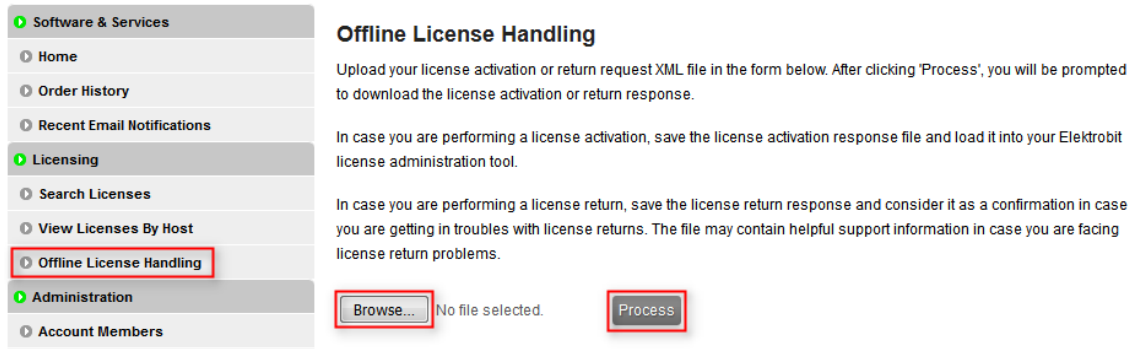 Software & Services
Home
Order History
Recent Email Notifications
Licensing
Search Licenses
View Licenses By Host
Offline License Handling
Administration
Account Members
Offline License Handling
Upload your license activation or return request XML file in the form below. After clicking 'Process', you will be prompted
to download the license activation or return response.
In case you are performing a license activation, save the license activation response file and load it into your Elektrobit
license administration tool.
In case you are performing a license return, save the license return response and consider it as a confirmation in case
you are getting in troubles with license returns. The file may contain helpful support information in case you are facing
license return problems.
Browse... No file selected. Process